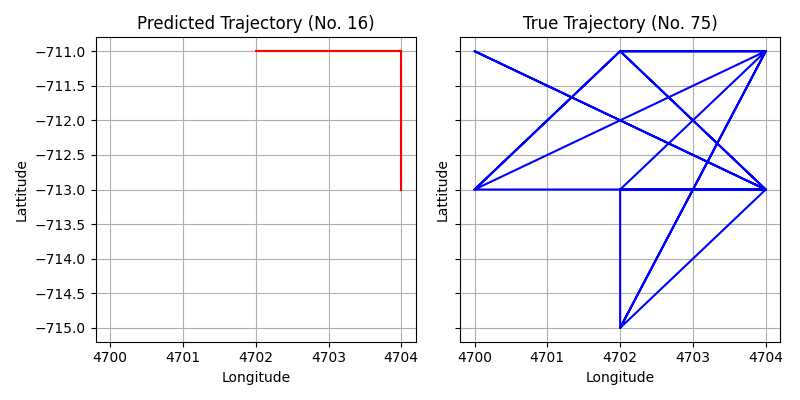 Predicted Trajectory (No. 16)
True Trajectory (No. 75)
−711.0
−711.5
−712.0
−712.5
−713.0
−713.5
−714.0
−714.5
−715.0
Lattitude
Lattitude
4700 4701 4702 4703 4704
4700 4701 4702 4703 4704
Longitude
Longitude